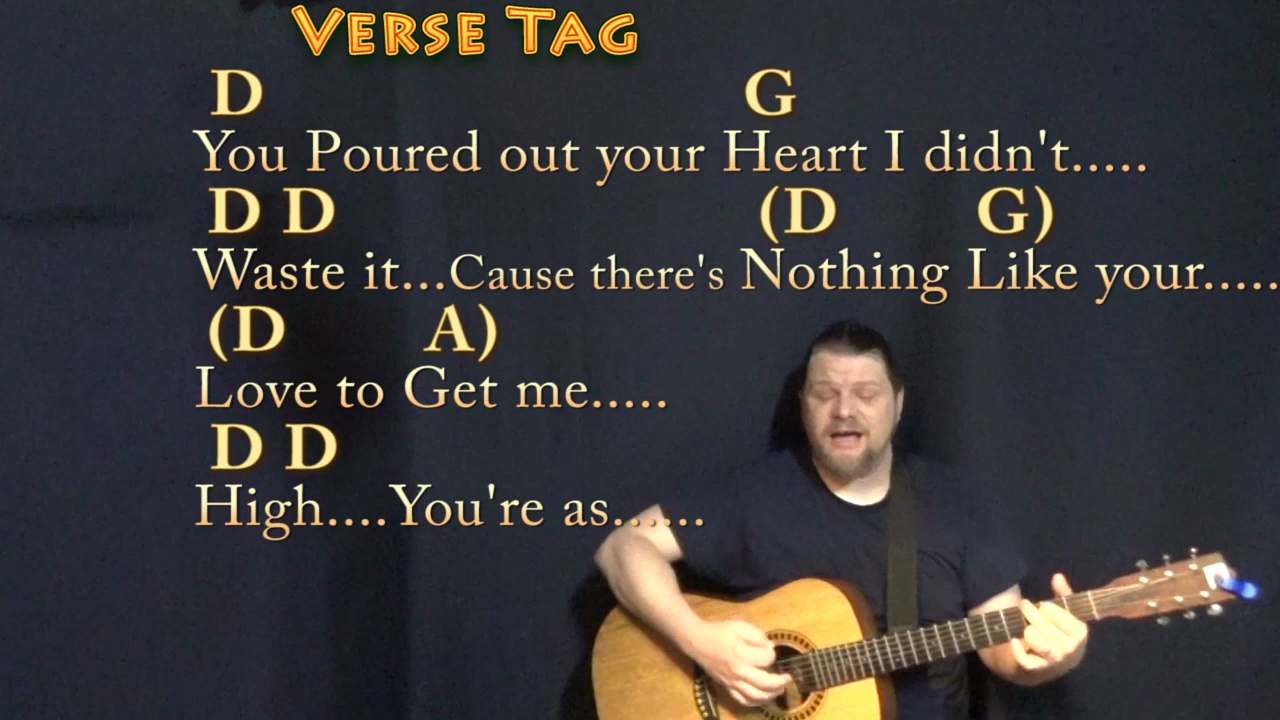 VERSE TAG
D G
You Poured out your Heart I didn't.....
D D (D G)
Waste it...Cause there's Nothing Like your.....
(D A)
Love to Get me.....
D D
High....You're as......